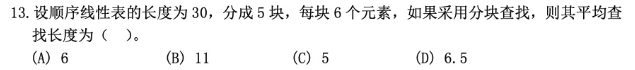 13. 设顺序线性表的长度为 30，分成 5 块，每块 6 个元素，如果采用分块查找，则其平均查
找长度为（　）。
(A) 6 (B) 11 (C) 5 (D) 6.5